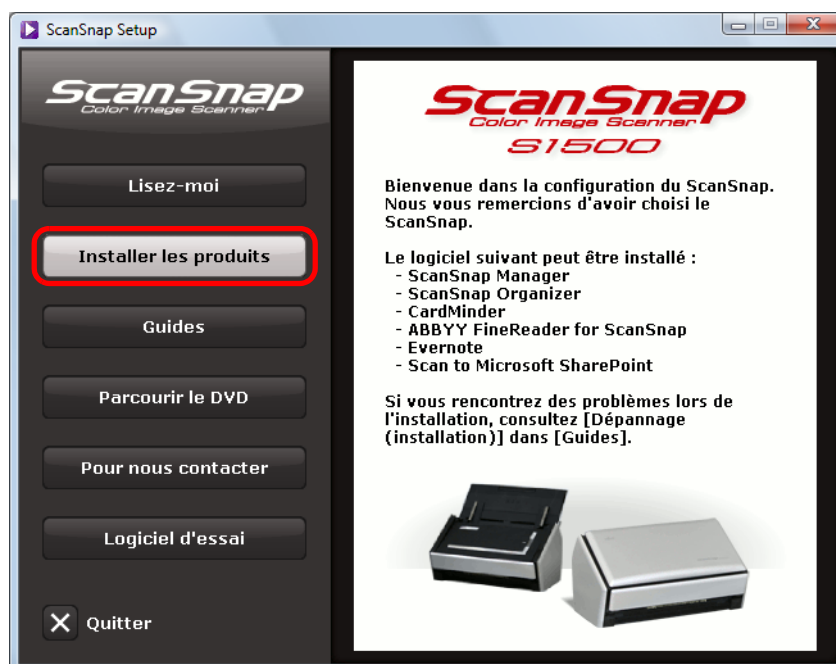 ScanSnap Setup
ScanSnap
Color Image Scanner
Lisez-moi
Installer les produits
Guides
Parcourir le DVD
Pour nous contacter
Logiciel d'essai
Quitter
ScanSnap
Color Image Scanner
S1500
Bienvenue dans la configuration du ScanSnap.
Nous vous remercions d'avoir choisi le
ScanSnap.
Le logiciel suivant peut être installé :
- ScanSnap Manager
- ScanSnap Organizer
- CardMinder
- ABBYY FineReader for ScanSnap
- Evernote
- Scan to Microsoft SharePoint
Si vous rencontrez des problèmes lors de
l'installation, consultez [Dépannage
(installation)] dans [Guides].